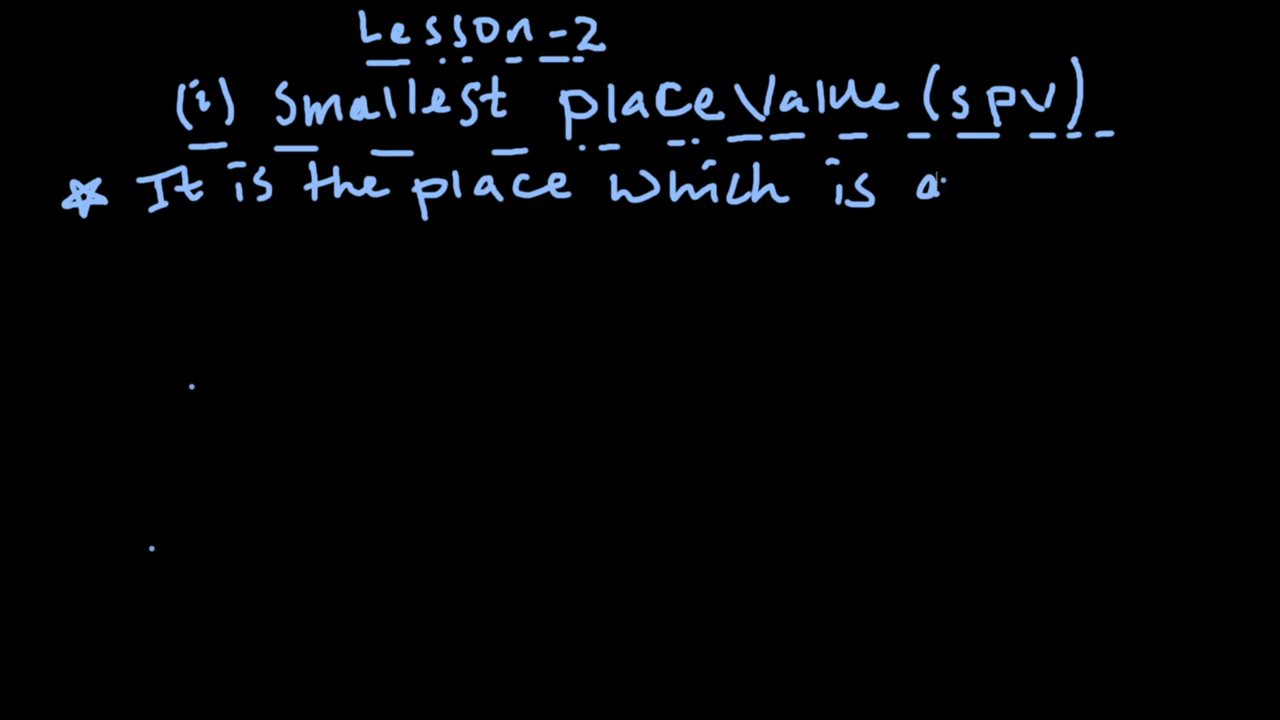 Lesson-2
(i) Smallest place Value (spv)
☆ It is the place which is a